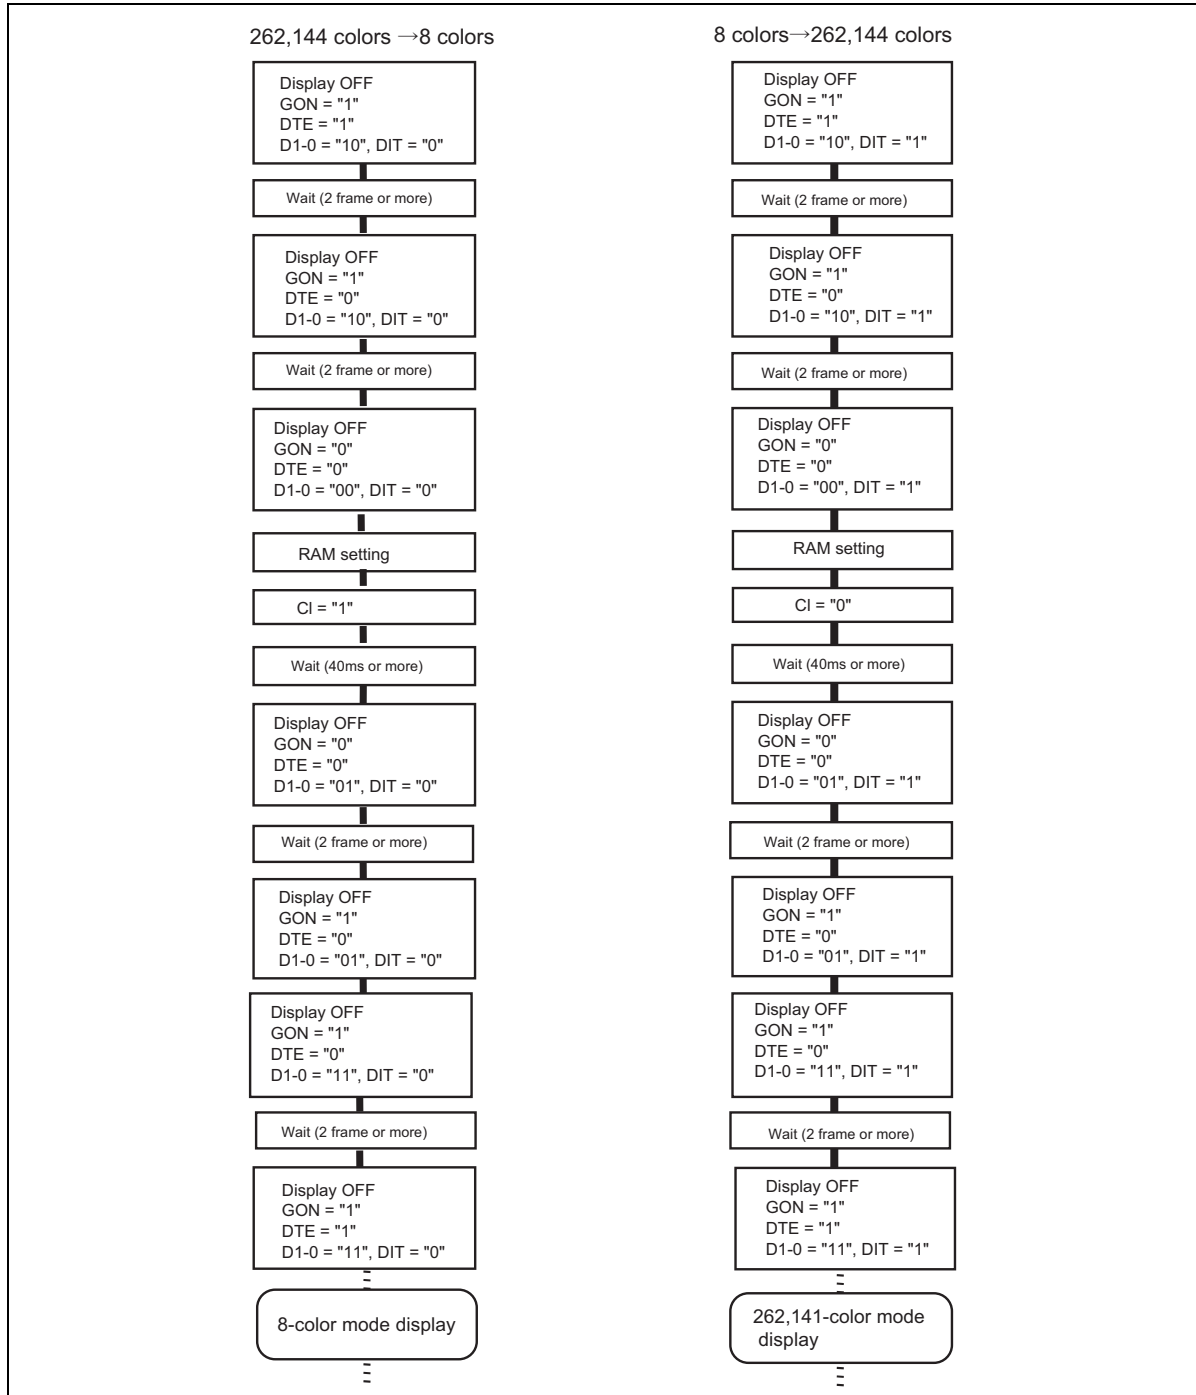 262,144 colors →8 colors
Display OFF
GON = "1"
DTE = "1"
D1-0 = "10", DIT = "0"
Wait (2 frame or more)
Display OFF
GON = "1"
DTE = "0"
D1-0 = "10", DIT = "0"
Wait (2 frame or more)
Display OFF
GON = "0"
DTE = "0"
D1-0 = "00", DIT = "0"
RAM setting
CI = "1"
Wait (40ms or more)
Display OFF
GON = "0"
DTE = "0"
D1-0 = "01", DIT = "0"
Wait (2 frame or more)
Display OFF
GON = "1"
DTE = "0"
D1-0 = "01", DIT = "0"
Display OFF
GON = "1"
DTE = "0"
D1-0 = "11", DIT = "0"
Wait (2 frame or more)
Display OFF
GON = "1"
DTE = "1"
D1-0 = "11", DIT = "0"
8-color mode display
8 colors→262,144 colors
Display OFF
GON = "1"
DTE = "1"
D1-0 = "10", DIT = "1"
Wait (2 frame or more)
Display OFF
GON = "1"
DTE = "0"
D1-0 = "10", DIT = "1"
Wait (2 frame or more)
Display OFF
GON = "0"
DTE = "0"
D1-0 = "00", DIT = "1"
RAM setting
CI = "0"
Wait (40ms or more)
Display OFF
GON = "0"
DTE = "0"
D1-0 = "01", DIT = "1"
Wait (2 frame or more)
Display OFF
GON = "1"
DTE = "0"
D1-0 = "01", DIT = "1"
Display OFF
GON = "1"
DTE = "0"
D1-0 = "11", DIT = "1"
Wait (2 frame or more)
Display OFF
GON = "1"
DTE = "1"
D1-0 = "11", DIT = "1"
262,141-color mode
display